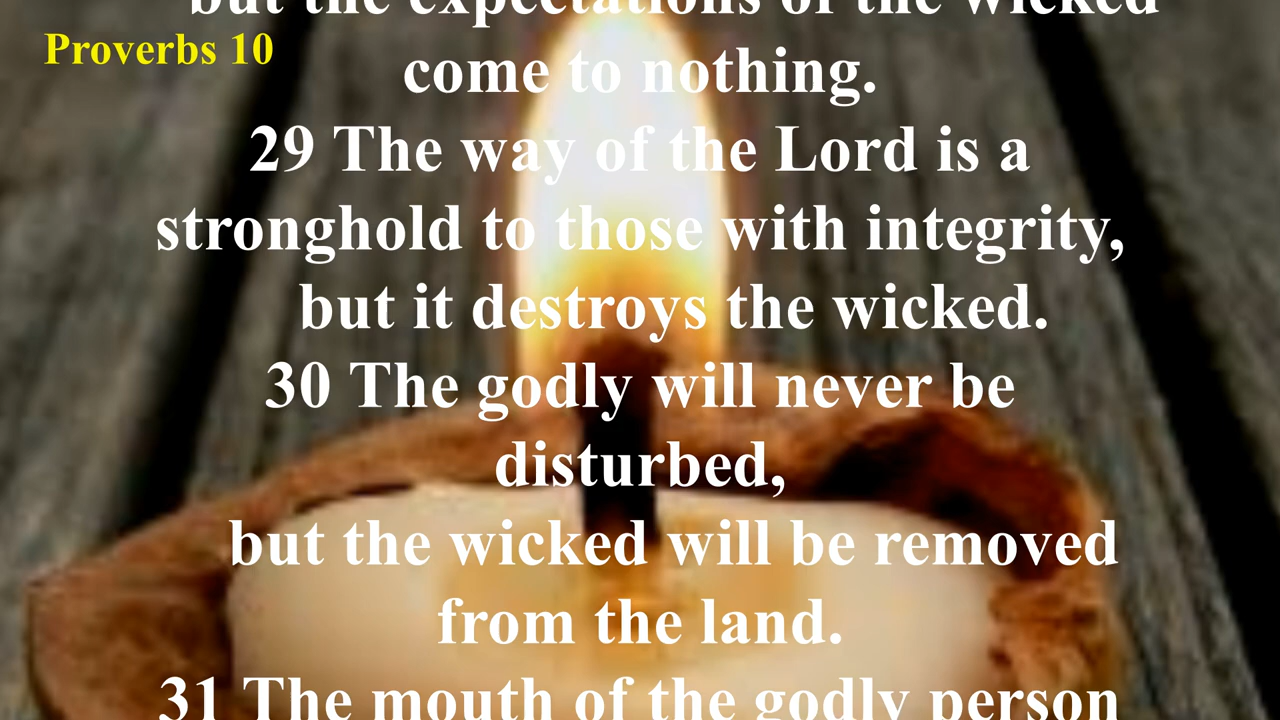 but the expectations of the wicked
Proverbs 10
come to nothing.
29 The way of the Lord is a
stronghold to those with integrity,
but it destroys the wicked.
30 The godly will never be
disturbed,
but the wicked will be removed
from the land.
31 The mouth of the godly person